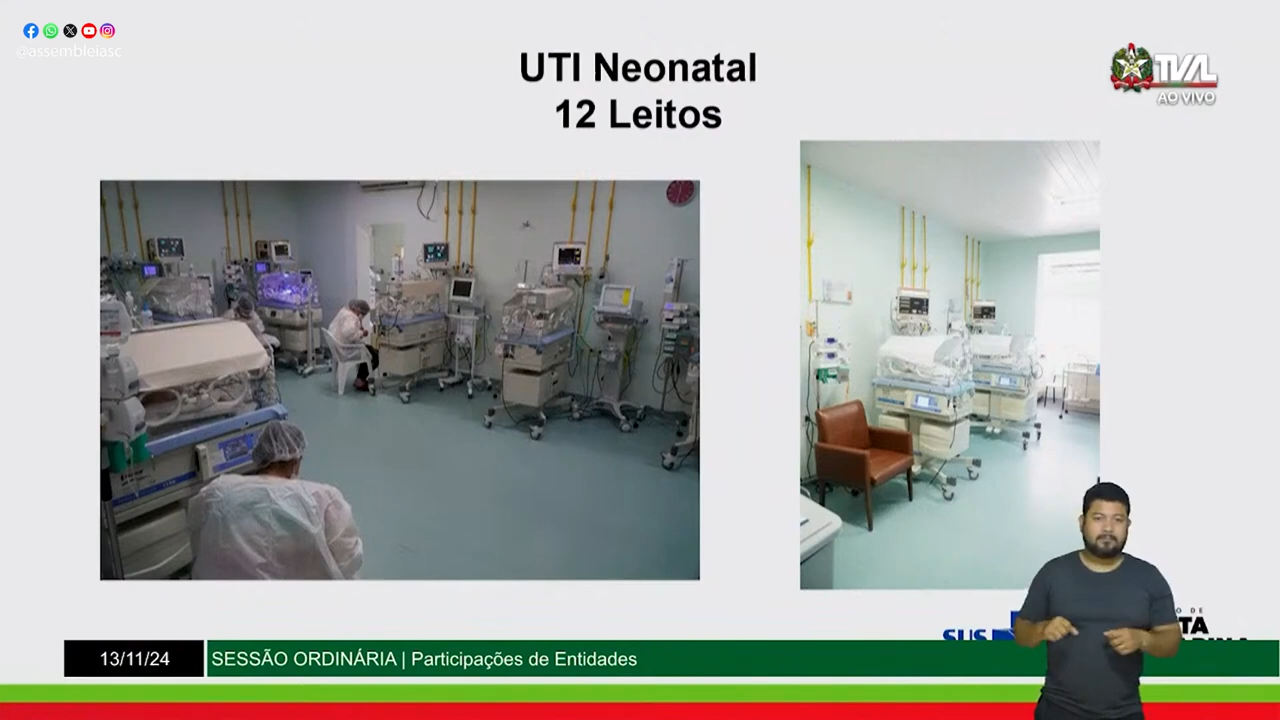 @assembleiasc
UTI Neonatal
12 Leitos
TVAL
AO VIVO
SUS
13/11/24
SESSÃO ORDINÁRIA | Participações de Entidades